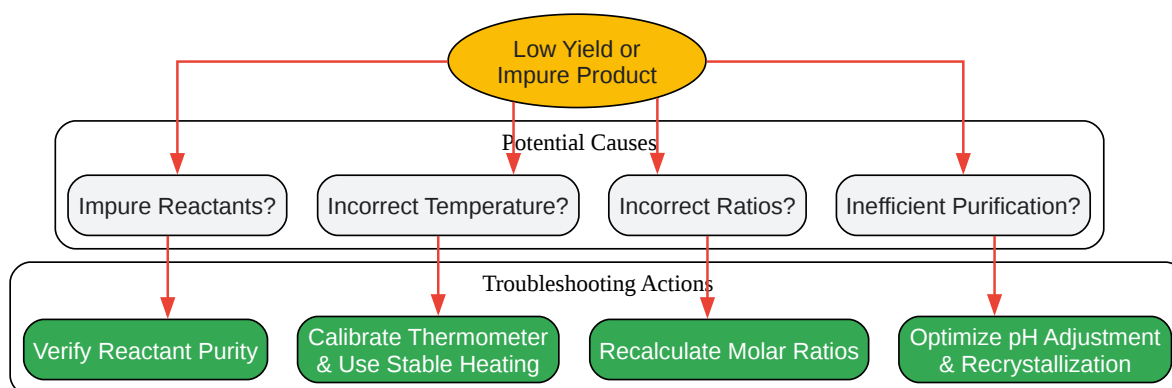 Low Yield or
Impure Product
Potential Causes
Impure Reactants?
Incorrect Temperature?
Incorrect Ratios?
Inefficient Purification?
Troubleshooting Actions
Verify Reactant Purity
Calibrate Thermometer
& Use Stable Heating
Recalculate Molar Ratios
Optimize pH Adjustment
& Recrystallization